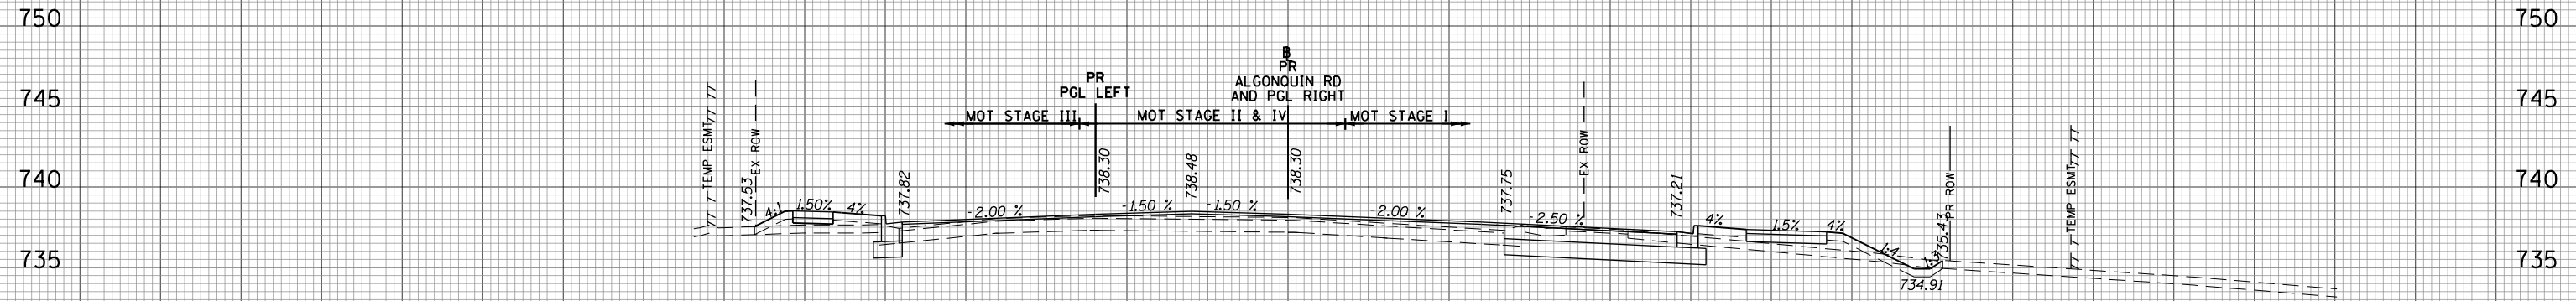 750 750
745 745
740 740
735 735
TEMP ESMT
EX ROW
PR
PGL LEFT
PR
ALGONQUIN RD
AND PGL RIGHT
MOT STAGE III
MOT STAGE II & IV
MOT STAGE I
EX ROW
PR ROW
TEMP ESMT
737.53
737.82
738.30
738.48
738.30
737.75
737.21
735.43
734.91
4:1
1.50%
4%
-2.00 %
-1.50 %
-1.50 %
-2.00 %
-2.50 %
4%
1.5%
4%
1:4